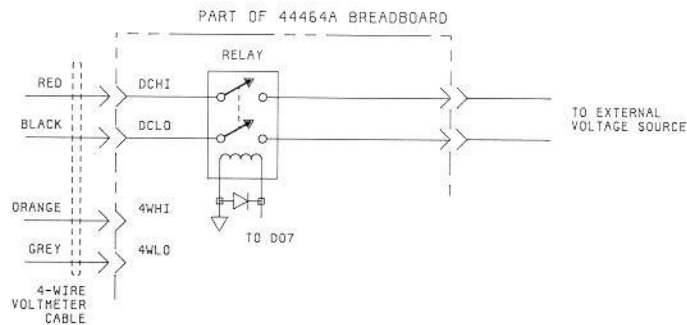 PART OF 44464A BREADBOARD
RELAY
RED
DCHI
BLACK
DCLO
TO EXTERNAL
VOLTAGE SOURCE
ORANGE
4WHI
TO DO7
GREY
4WLO
4-WIRE
VOLTMETER
CABLE